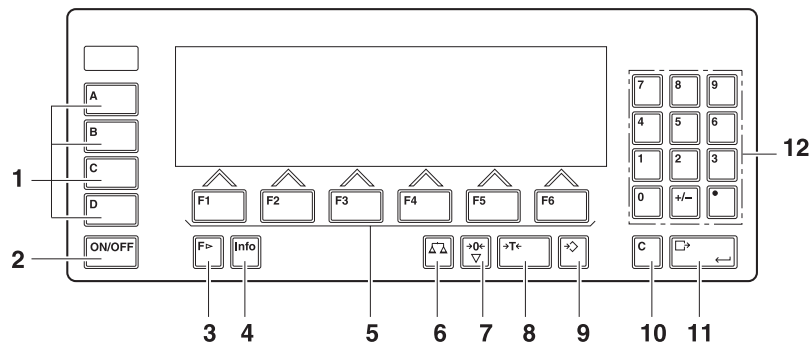 A
B
C
D
1
ON/OFF
2
F1 F2 F3 F4 F5 F6
F Info →0← →T←
7 8 9
4 5 6
1 2 3
0 +/– •
12
C
3 4 5 6 7 8 9 10 11